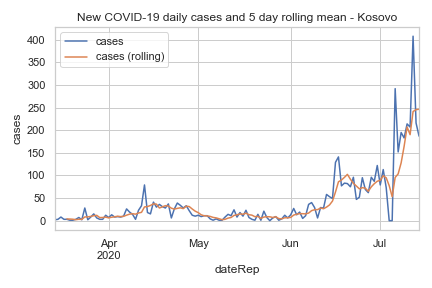 New COVID-19 daily cases and 5 day rolling mean - Kosovo
cases
cases (rolling)
400
350
300
250
200
150
100
50
0
cases
Apr
2020
May
Jun
Jul
dateRep